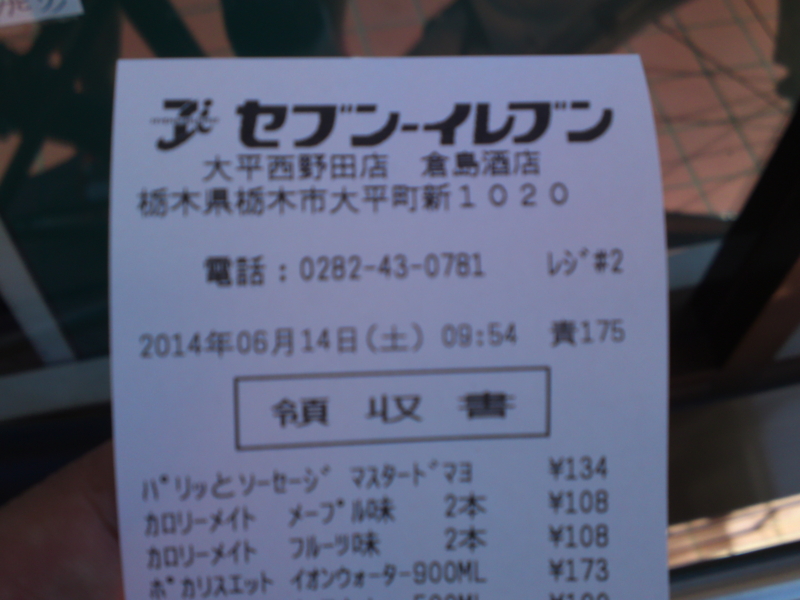 セブン-イレブン
大平西野田店 倉島酒店
栃木県栃木市大平町新1020
電話:0282-43-0781 レジ#2
2014年06月14日(土) 09:54 責175
領収書
パリッとソーセージ マスタードマヨ ¥134
カロリーメイト メープル味 2本 ¥108
カロリーメイト フルーツ味 2本 ¥108
ポカリスエット イオンウォーター900ML ¥173